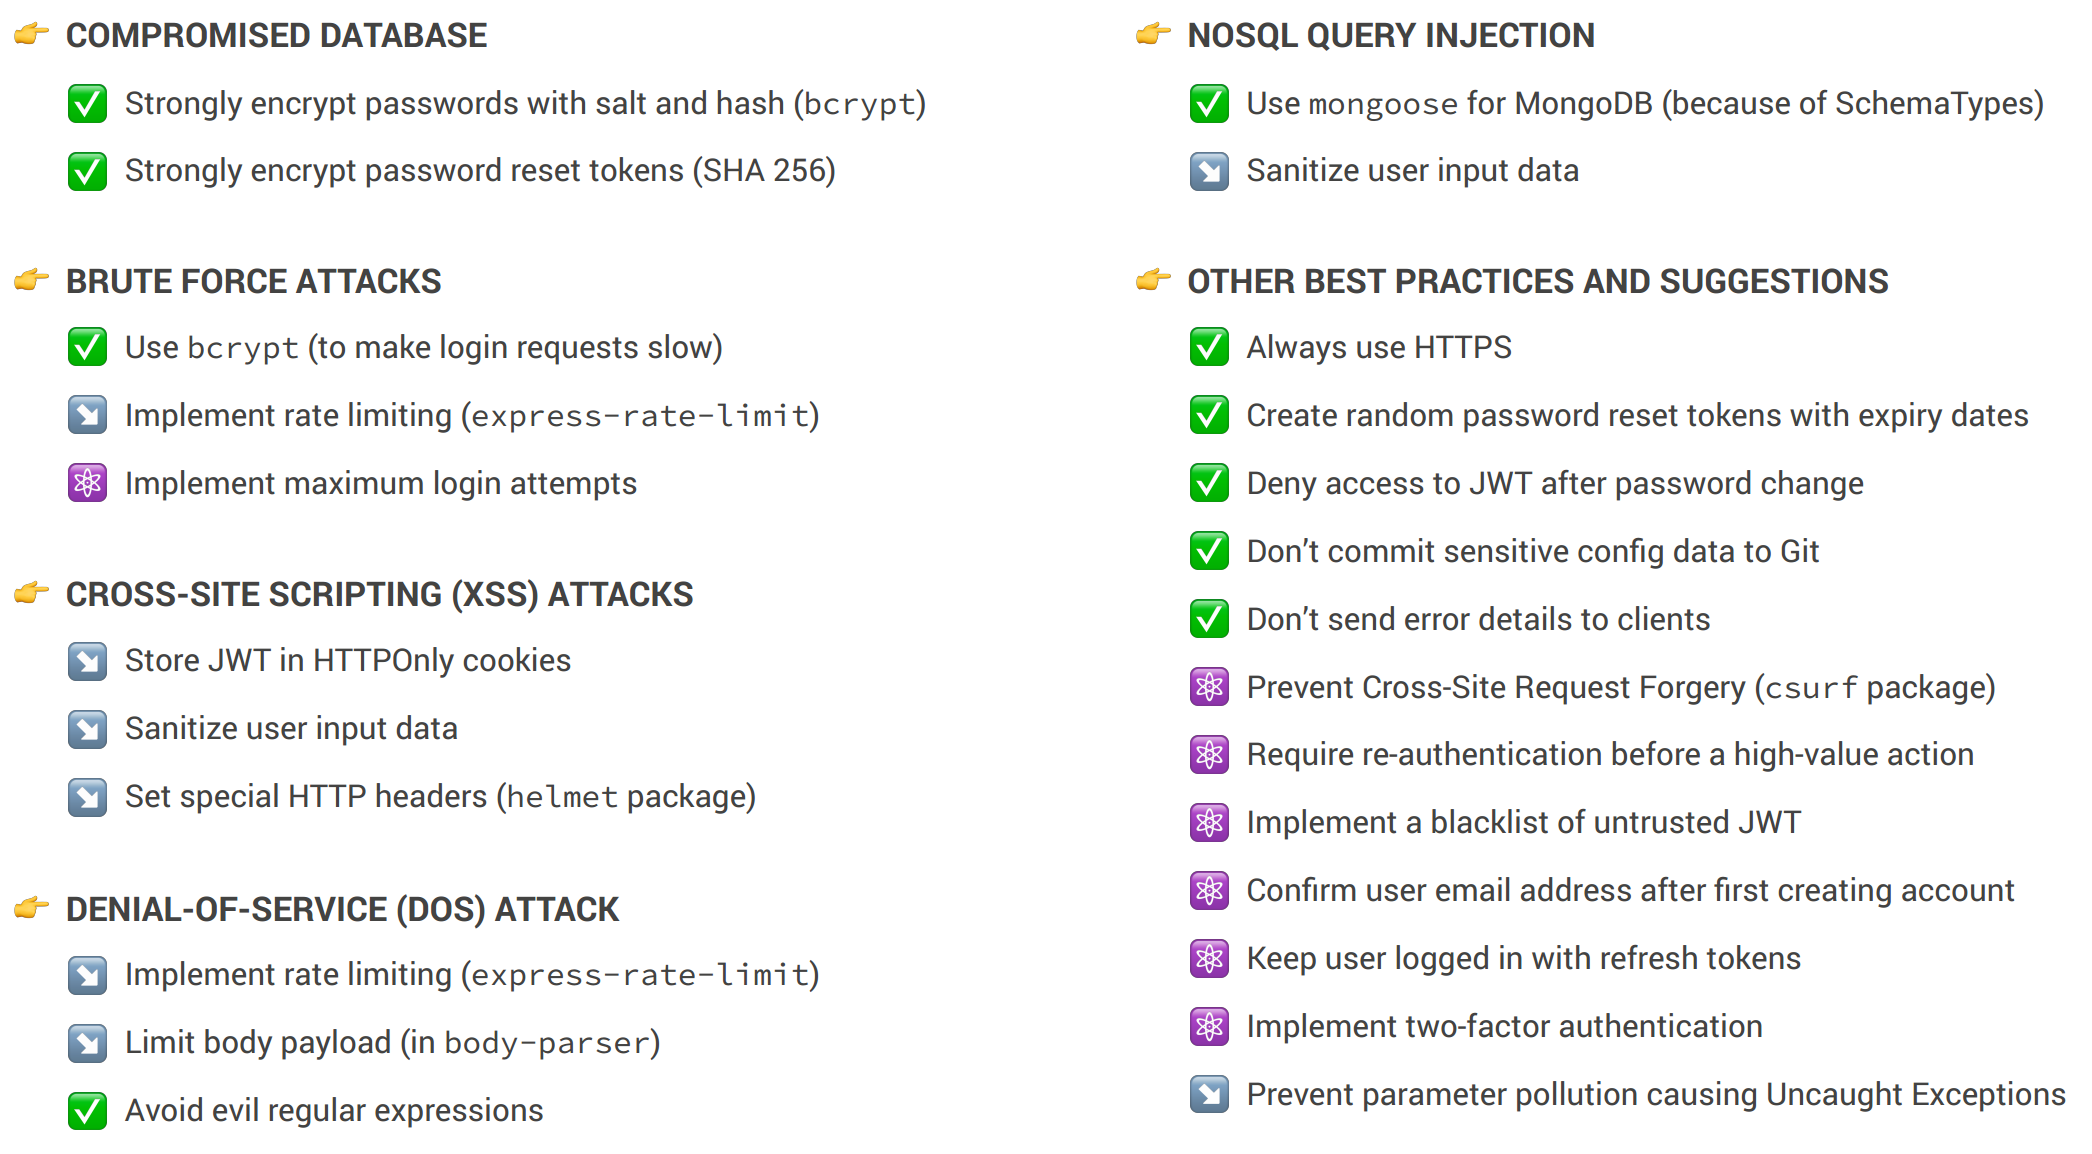 COMPROMISED DATABASE
Strongly encrypt passwords with salt and hash (bcrypt)
Strongly encrypt password reset tokens (SHA 256)
BRUTE FORCE ATTACKS
Use bcrypt (to make login requests slow)
Implement rate limiting (express-rate-limit)
Implement maximum login attempts
CROSS-SITE SCRIPTING (XSS) ATTACKS
Store JWT in HTTPOnly cookies
Sanitize user input data
Set special HTTP headers (helmet package)
DENIAL-OF-SERVICE (DOS) ATTACK
Implement rate limiting (express-rate-limit)
Limit body payload (in body-parser)
Avoid evil regular expressions
NOSQL QUERY INJECTION
Use mongoose for MongoDB (because of SchemaTypes)
Sanitize user input data
OTHER BEST PRACTICES AND SUGGESTIONS
Always use HTTPS
Create random password reset tokens with expiry dates
Deny access to JWT after password change
Don’t commit sensitive config data to Git
Don’t send error details to clients
Prevent Cross-Site Request Forgery (csurf package)
Require re-authentication before a high-value action
Implement a blacklist of untrusted JWT
Confirm user email address after first creating account
Keep user logged in with refresh tokens
Implement two-factor authentication
Prevent parameter pollution causing Uncaught Exceptions